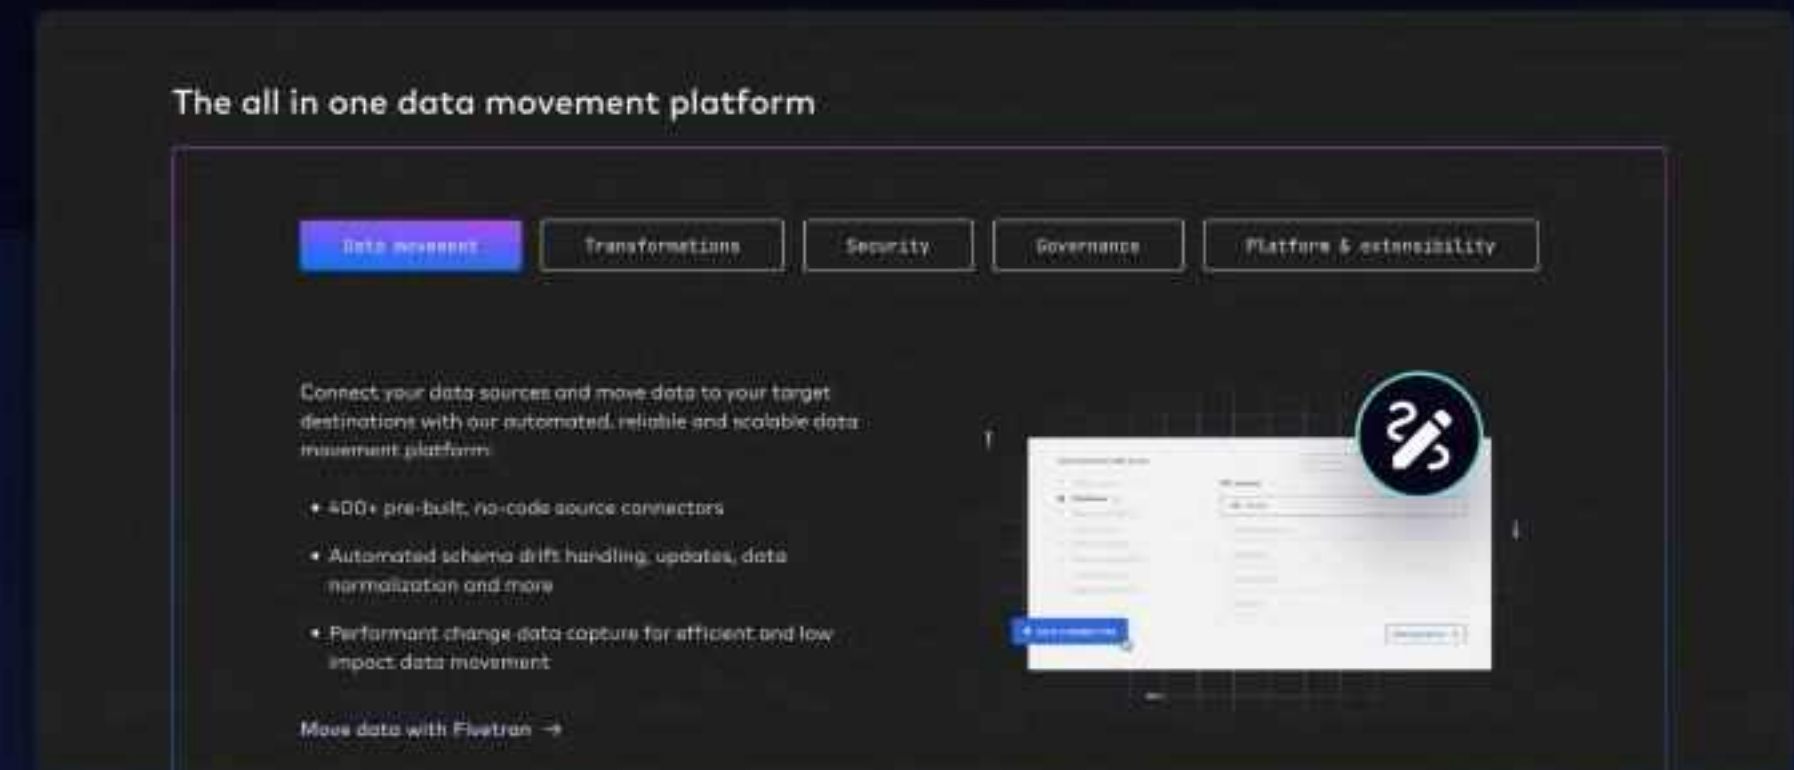 The all in one data movement platform
Data movement
Transformations
Security
Governance
Platform & extensibility
Connect your data sources and move data to your target
destinations with our automated, reliable and scalable data
movement platform:
• 400+ pre-built, no-code source connectors
• Automated schema drift handling, updates, data
normalization and more
• Performant change data capture for efficient and low
impact data movement
Move data with Fivetran →